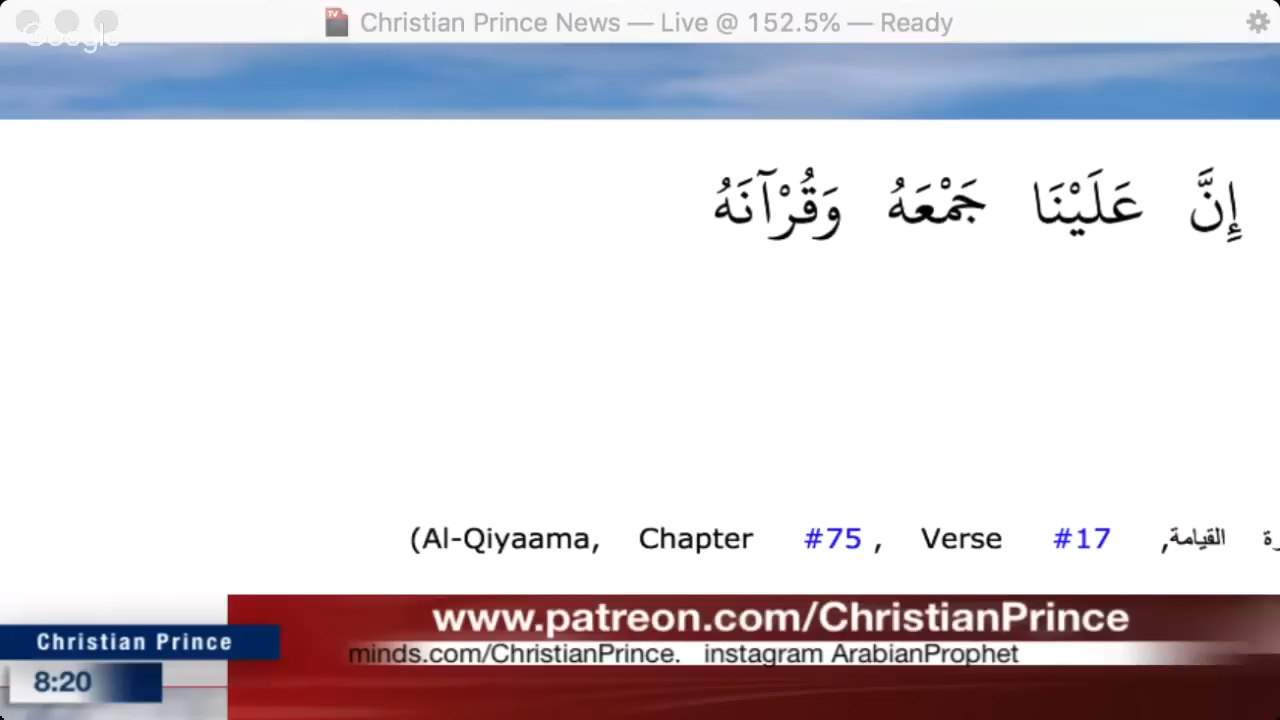 Christian Prince News — Live @ 152.5% — Ready
Google
إِنَّ عَلَيْنَا جَمْعَهُ وَقُرْآنَهُ
(Al-Qiyaama, Chapter #75 , Verse #17 القيامة,
www.patreon.com/ChristianPrince
Christian Prince
minds.com/ChristianPrince. instagram ArabianProphet
8:20